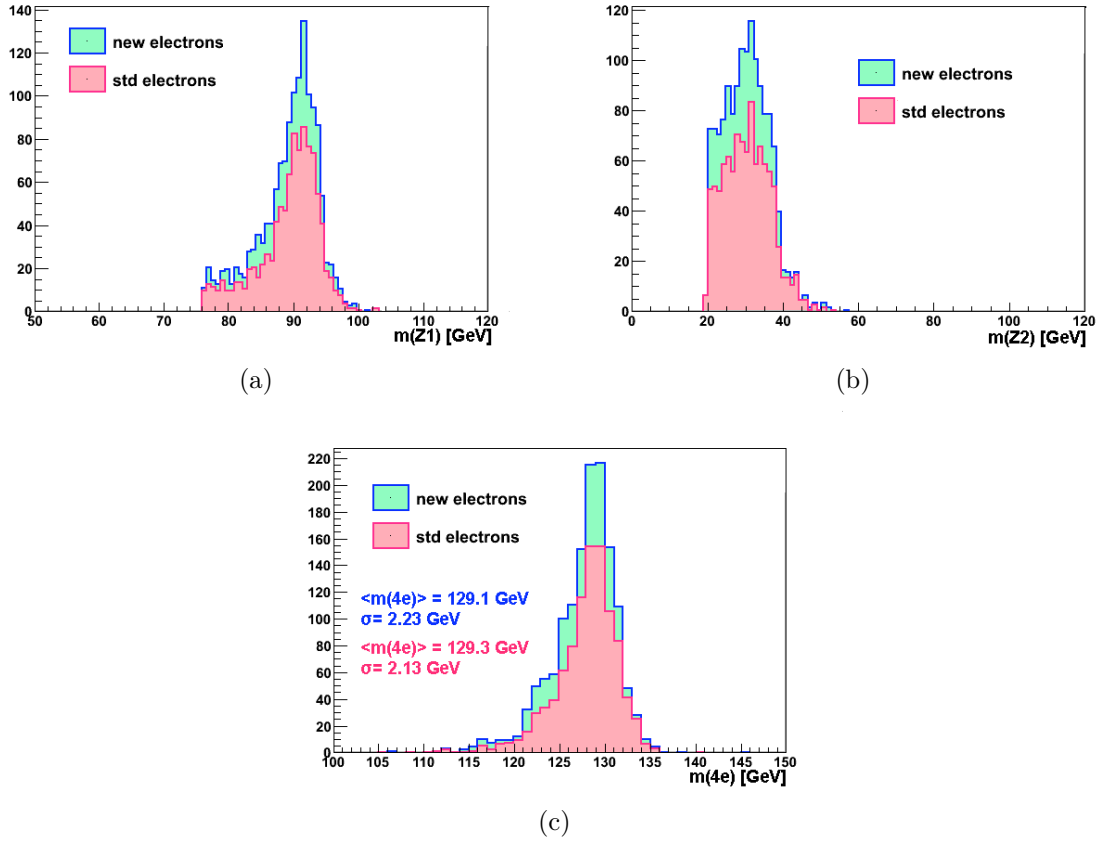 140
120
100
80
60
40
20
0
new electrons
std electrons
50 60 70 80 90 100 110 120
m(Z1) [GeV]
(a)
120
100
80
60
40
20
0
new electrons
std electrons
0 20 40 60 80 100 120
m(Z2) [GeV]
(b)
220
200
180
160
140
120
100
80
60
40
20
0
new electrons
std electrons
<m(4e)> = 129.1 GeV
σ= 2.23 GeV
<m(4e)> = 129.3 GeV
σ= 2.13 GeV
100 105 110 115 120 125 130 135 140 145 150
m(4e) [GeV]
(c)